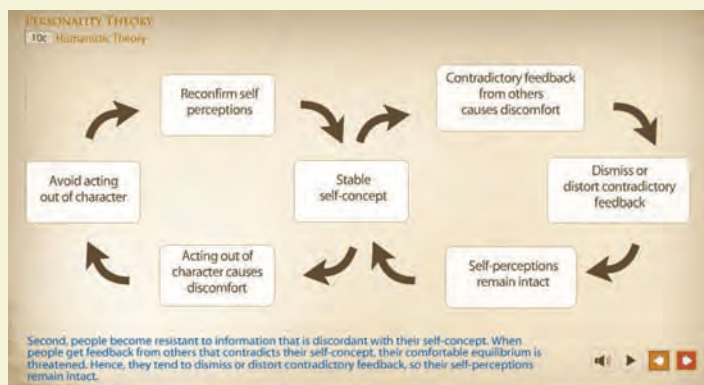 PERSONALITY THEORY
10c Humanistic Theory
Reconfirm self
perceptions
Contradictory feedback
from others
causes discomfort
Avoid acting
out of character
Stable
self-concept
Dismiss or
distort contradictory
feedback
Acting out of
character causes
discomfort
Self-perceptions
remain intact
Second, people become resistant to information that is discordant with their self-concept. When
people get feedback from others that contradicts their self-concept, their comfortable equilibrium is
threatened. Hence, they tend to dismiss or distort contradictory feedback, so their self-perceptions
remain intact.